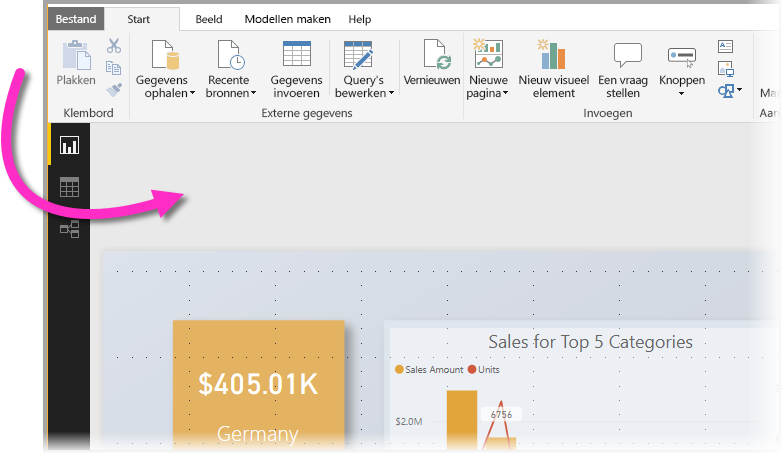 Bestand Start Beeld Modellen maken Help
Plakken
Gegevens ophalen
Recente bronnen
Gegevens invoeren
Query's bewerken
Vernieuwen
Nieuwe pagina
Nieuw visueel element
Een vraag stellen
Knoppen
Klembord Externe gegevens Invoegen
Sales for Top 5 Categories
Sales Amount Units
$405.01K
6756
$2.0M
Germany